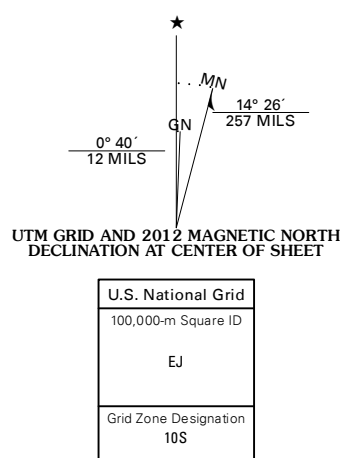 ★
MN
14° 26´
257 MILS
GN
0° 40´
12 MILS
UTM GRID AND 2012 MAGNETIC NORTH
DECLINATION AT CENTER OF SHEET
U.S. National Grid
100,000-m Square ID
EJ
Grid Zone Designation
10S